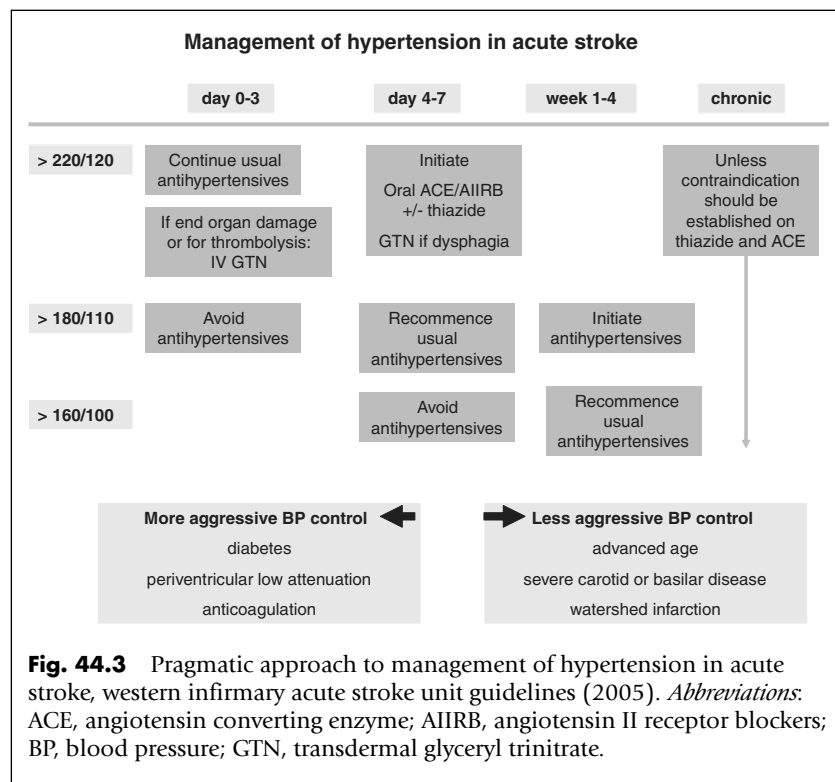 Management of hypertension in acute stroke
day 0-3
day 4-7
week 1-4
chronic
> 220/120
Continue usual
antihypertensives
If end organ damage
or for thrombolysis:
IV GTN
Initiate
Oral ACE/AIIRB
+/- thiazide
GTN if dysphagia
Unless
contraindication
should be
established on
thiazide and ACE
> 180/110
Avoid
antihypertensives
Recommence
usual
antihypertensives
Initiate
antihypertensives
> 160/100
Avoid
antihypertensives
Recommence
usual
antihypertensives
More aggressive BP control
diabetes
periventricular low attenuation
anticoagulation
Less aggressive BP control
advanced age
severe carotid or basilar disease
watershed infarction
Fig. 44.3 Pragmatic approach to management of hypertension in acute
stroke, western infirmary acute stroke unit guidelines (2005). Abbreviations:
ACE, angiotensin converting enzyme; AIIRB, angiotensin II receptor blockers;
BP, blood pressure; GTN, transdermal glyceryl trinitrate.